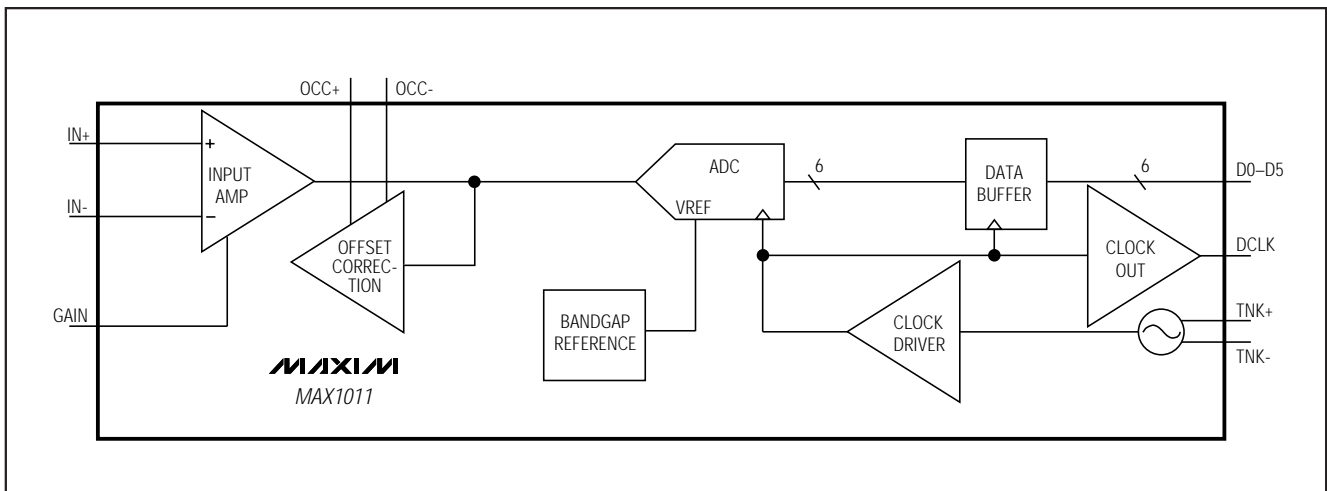 OCC+
OCC-
IN+
+
INPUT
AMP
IN-
−
GAIN
OFFSET
CORREC-
TION
MAXIM
MAX1011
ADC
VREF
6
BANDGAP
REFERENCE
DATA
BUFFER
6
D0–D5
CLOCK
OUT
DCLK
CLOCK
DRIVER
TNK+
TNK-